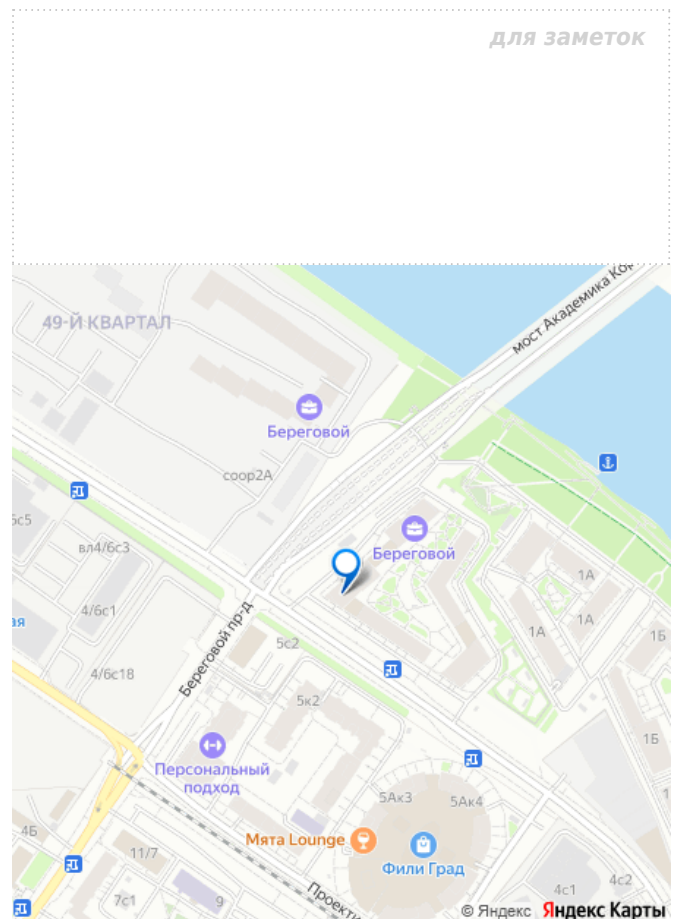 для заметок
мост Академика Кор
49-Й КВАРТАЛ
Береговой
соор2А
5с5
вл4/6с3
Береговой
1А
4/6с1
ая
1А
1А
1Б
Береговой пр-д
5с2
4/6с18
5к2
1Б
Персональный
подход
5Ак3
5Ак4
1
4Б
Мята Lounge
11/7
Фили Град
Проекти
7с1
9
4с1
4с2
© Яндекс Яндекс Карты